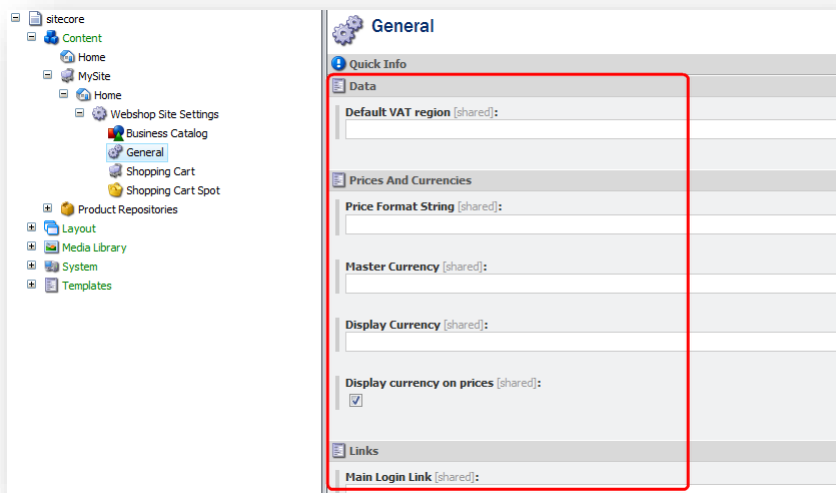 sitecore
Content
Home
MySite
Home
Webshop Site Settings
Business Catalog
General
Shopping Cart
Shopping Cart Spot
Product Repositories
Layout
Media Library
System
Templates
General
Quick Info
Data
Default VAT region [shared]:
Prices And Currencies
Price Format String [shared]:
Master Currency [shared]:
Display Currency [shared]:
Display currency on prices [shared]:
Links
Main Login Link [shared]: